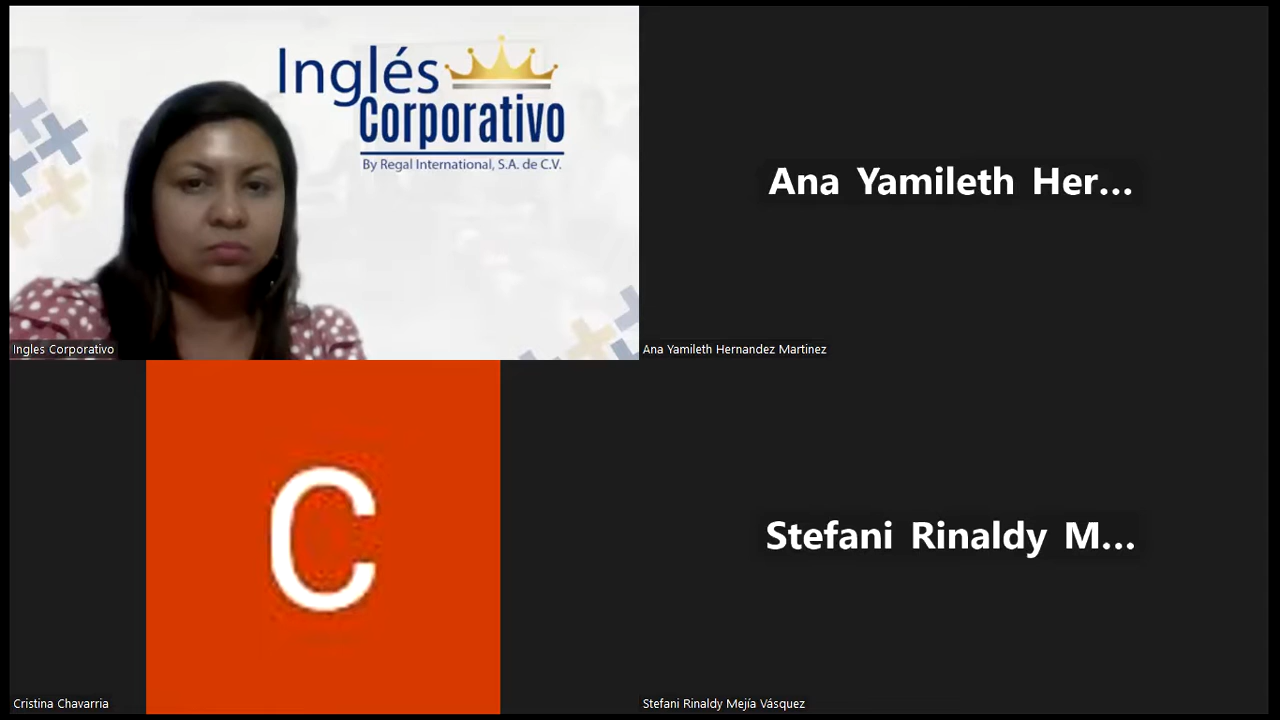 Inglés
Corporativo
By Regal International, S.A. de C.V.
Ingles Corporativo
Ana Yamileth Her...
Ana Yamileth Hernandez Martinez
C
Cristina Chavarria
Stefani Rinaldy M...
Stefani Rinaldy Mejía Vásquez